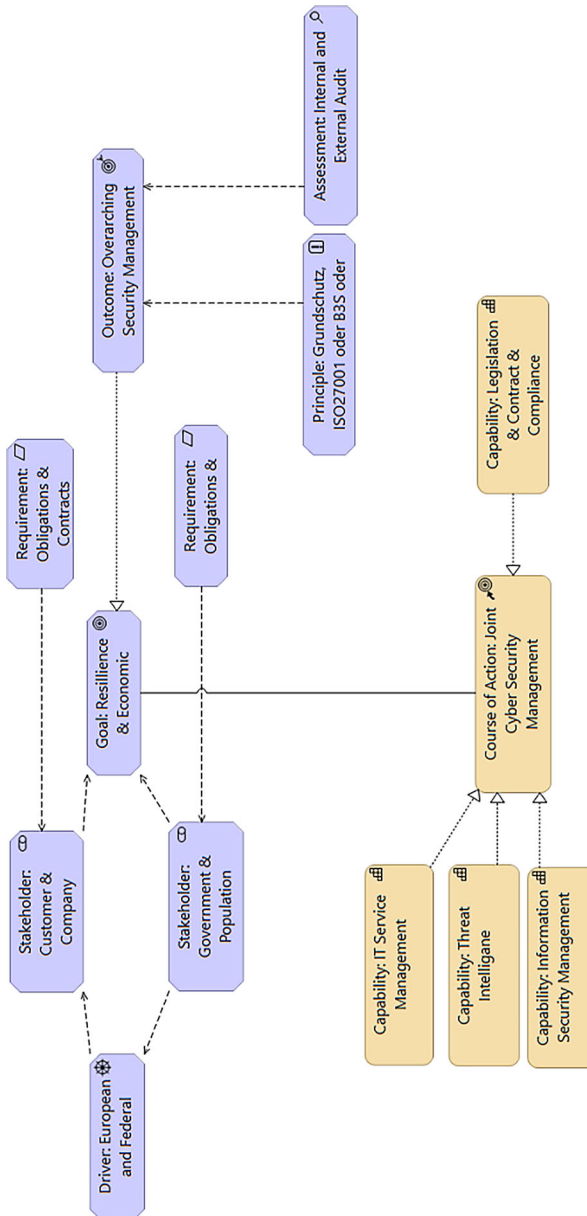 Driver: European
and Federal
Stakeholder:
Customer &
Company
Stakeholder:
Government &
Population
Goal: Resillience
& Economic
Requirement:
Obligations &
Contracts
Requirement:
Obligations &
Outcome: Overarching
Security Management
Principle: Grundschutz,
ISO27001 oder B3S oder
Assessment: Internal and
External Audit
Capability: IT Service
Management
Capability: Threat
Intelligane
Capability: Information
Security Management
Course of Action: Joint
Cyber Security
Management
Capability: Legislation
& Contract &
Compliance